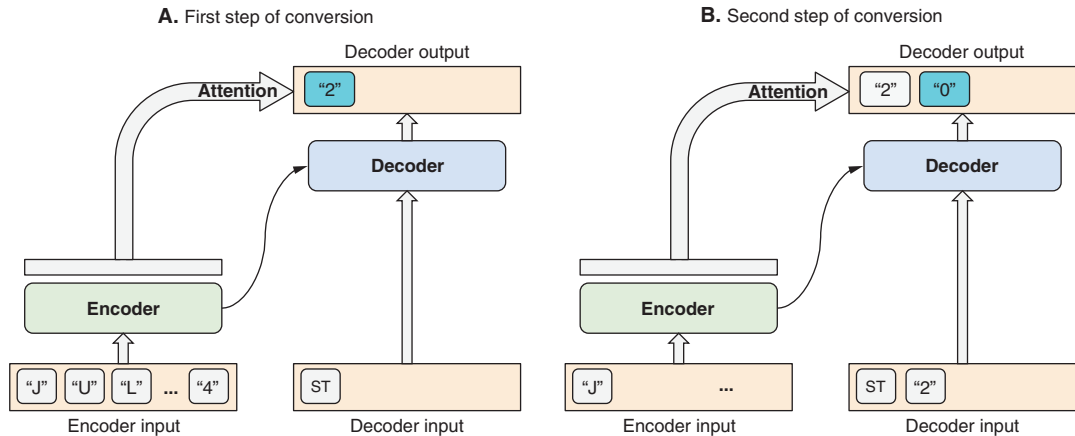 A. First step of conversion
Decoder output
“2”
Attention
Decoder
Encoder
“J” “U” “L” ... “4”
ST
Encoder input
Decoder input
B. Second step of conversion
Decoder output
“2” “0”
Attention
Decoder
Encoder
“J” ...
ST “2”
Encoder input
Decoder input